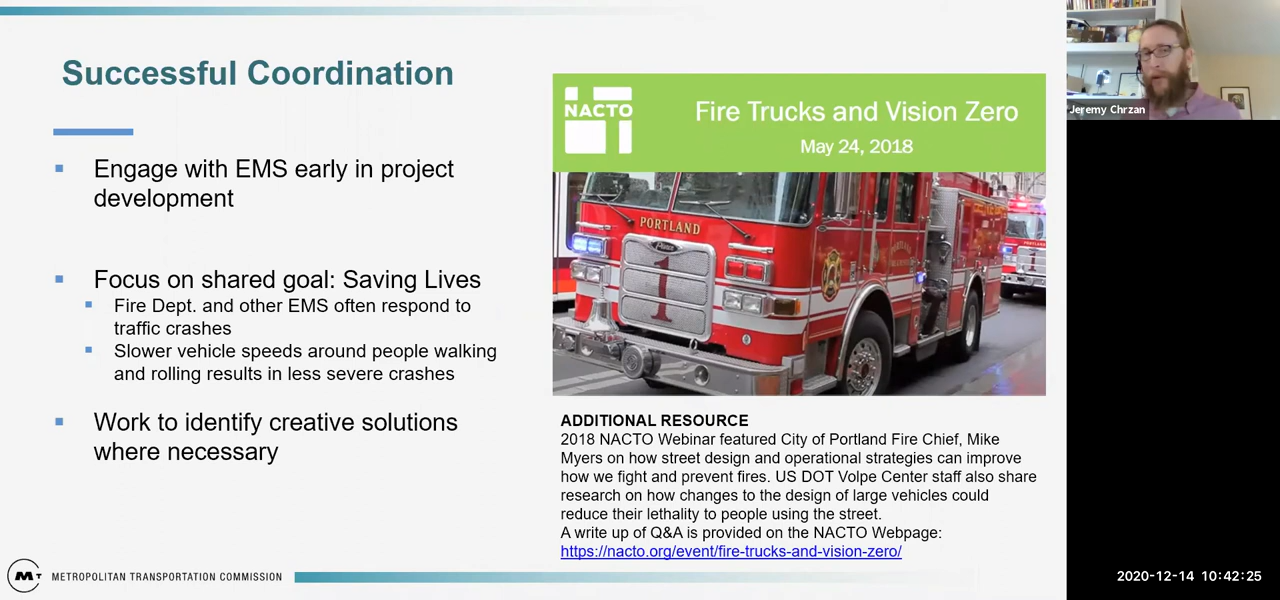 Successful Coordination
Engage with EMS early in project
development
Focus on shared goal: Saving Lives
Fire Dept. and other EMS often respond to
traffic crashes
Slower vehicle speeds around people walking
and rolling results in less severe crashes
Work to identify creative solutions
where necessary
NACTO
Fire Trucks and Vision Zero
May 24, 2018
PORTLAND
Pierce
1
ADDITIONAL RESOURCE
2018 NACTO Webinar featured City of Portland Fire Chief, Mike
Myers on how street design and operational strategies can improve
how we fight and prevent fires. US DOT Volpe Center staff also share
research on how changes to the design of large vehicles could
reduce their lethality to people using the street.
A write up of Q&A is provided on the NACTO Webpage:
https://nacto.org/event/fire-trucks-and-vision-zero/
MT METROPOLITAN TRANSPORTATION COMMISSION
Jeremy Chrzan
2020-12-14 10:42:25